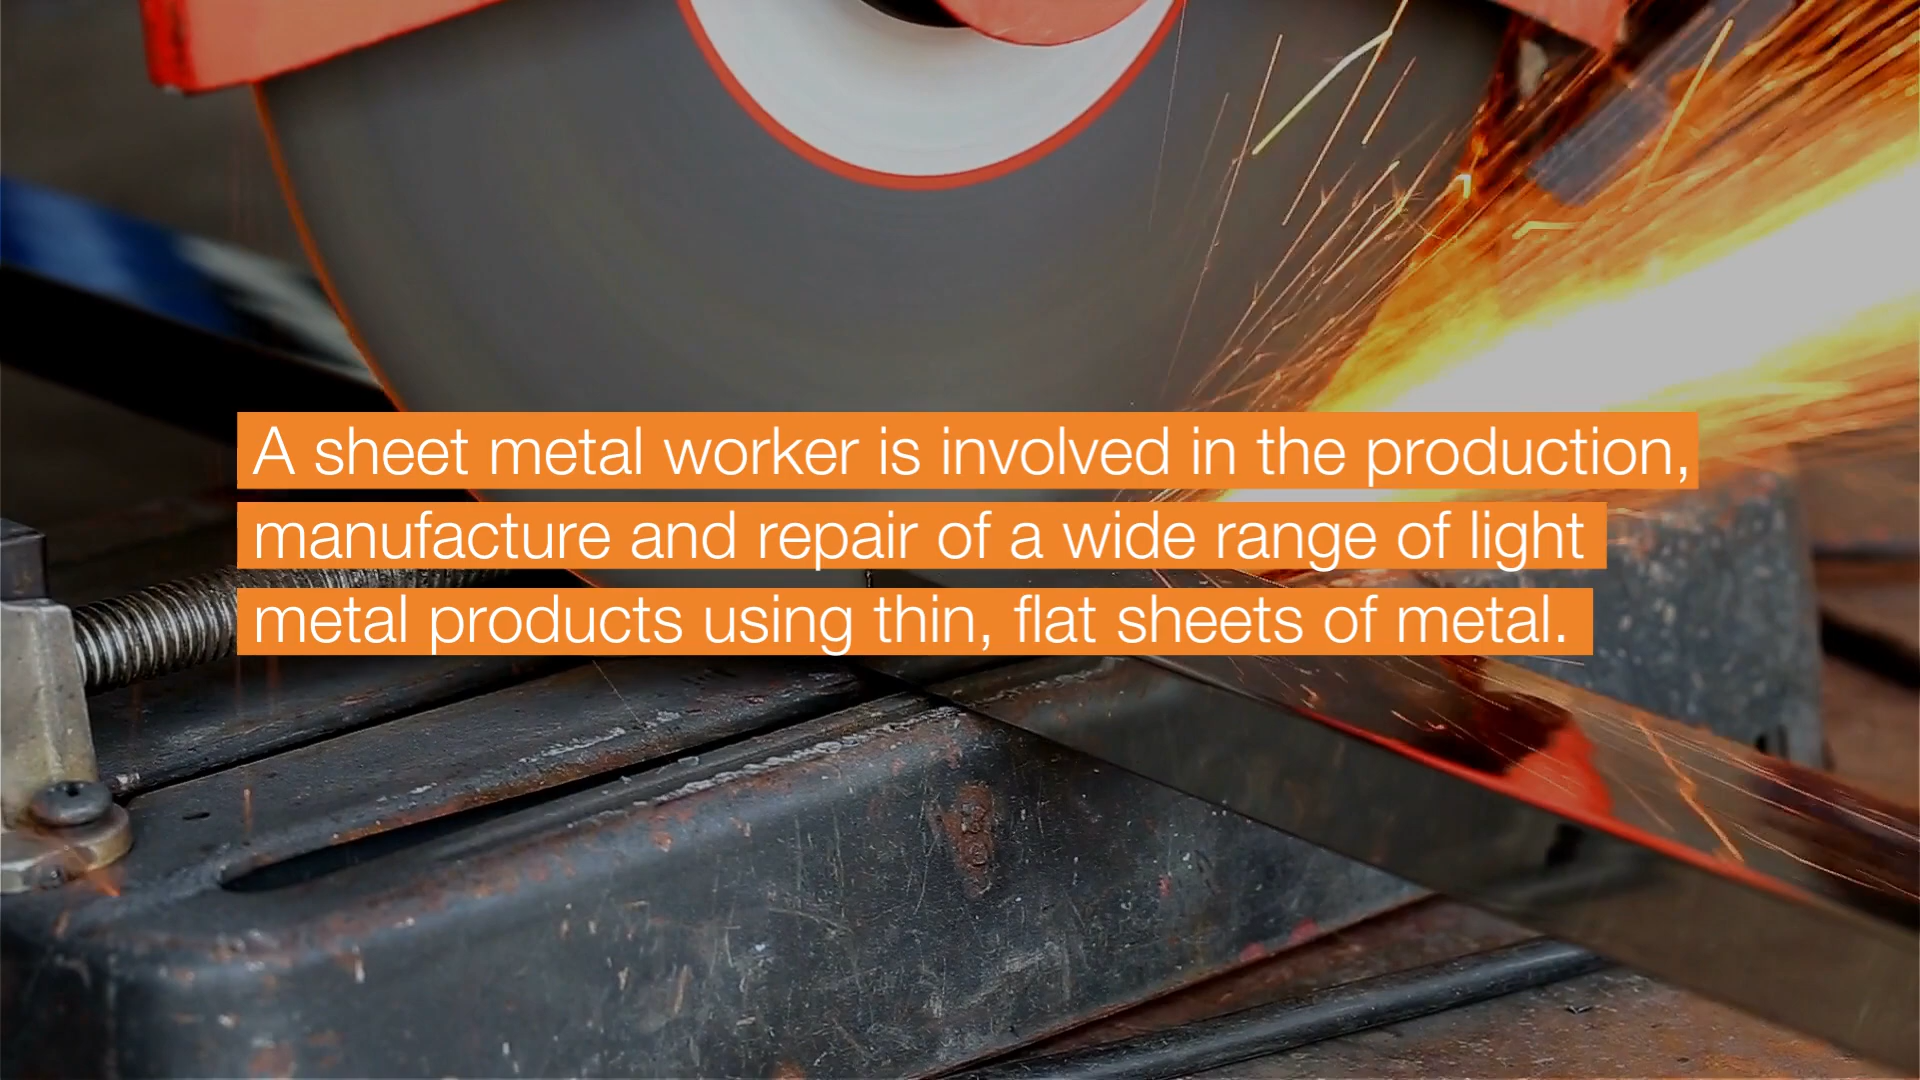 A sheet metal worker is involved in the production,
manufacture and repair of a wide range of light
metal products using thin, flat sheets of metal.